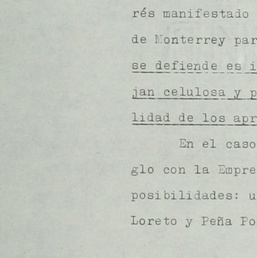 rés manifestado
de Monterrey par
se defiende es i
jan celulosa y p
lidad de los apr
En el caso
glo con la Empre
posibilidades: u
Loreto y Peña Po